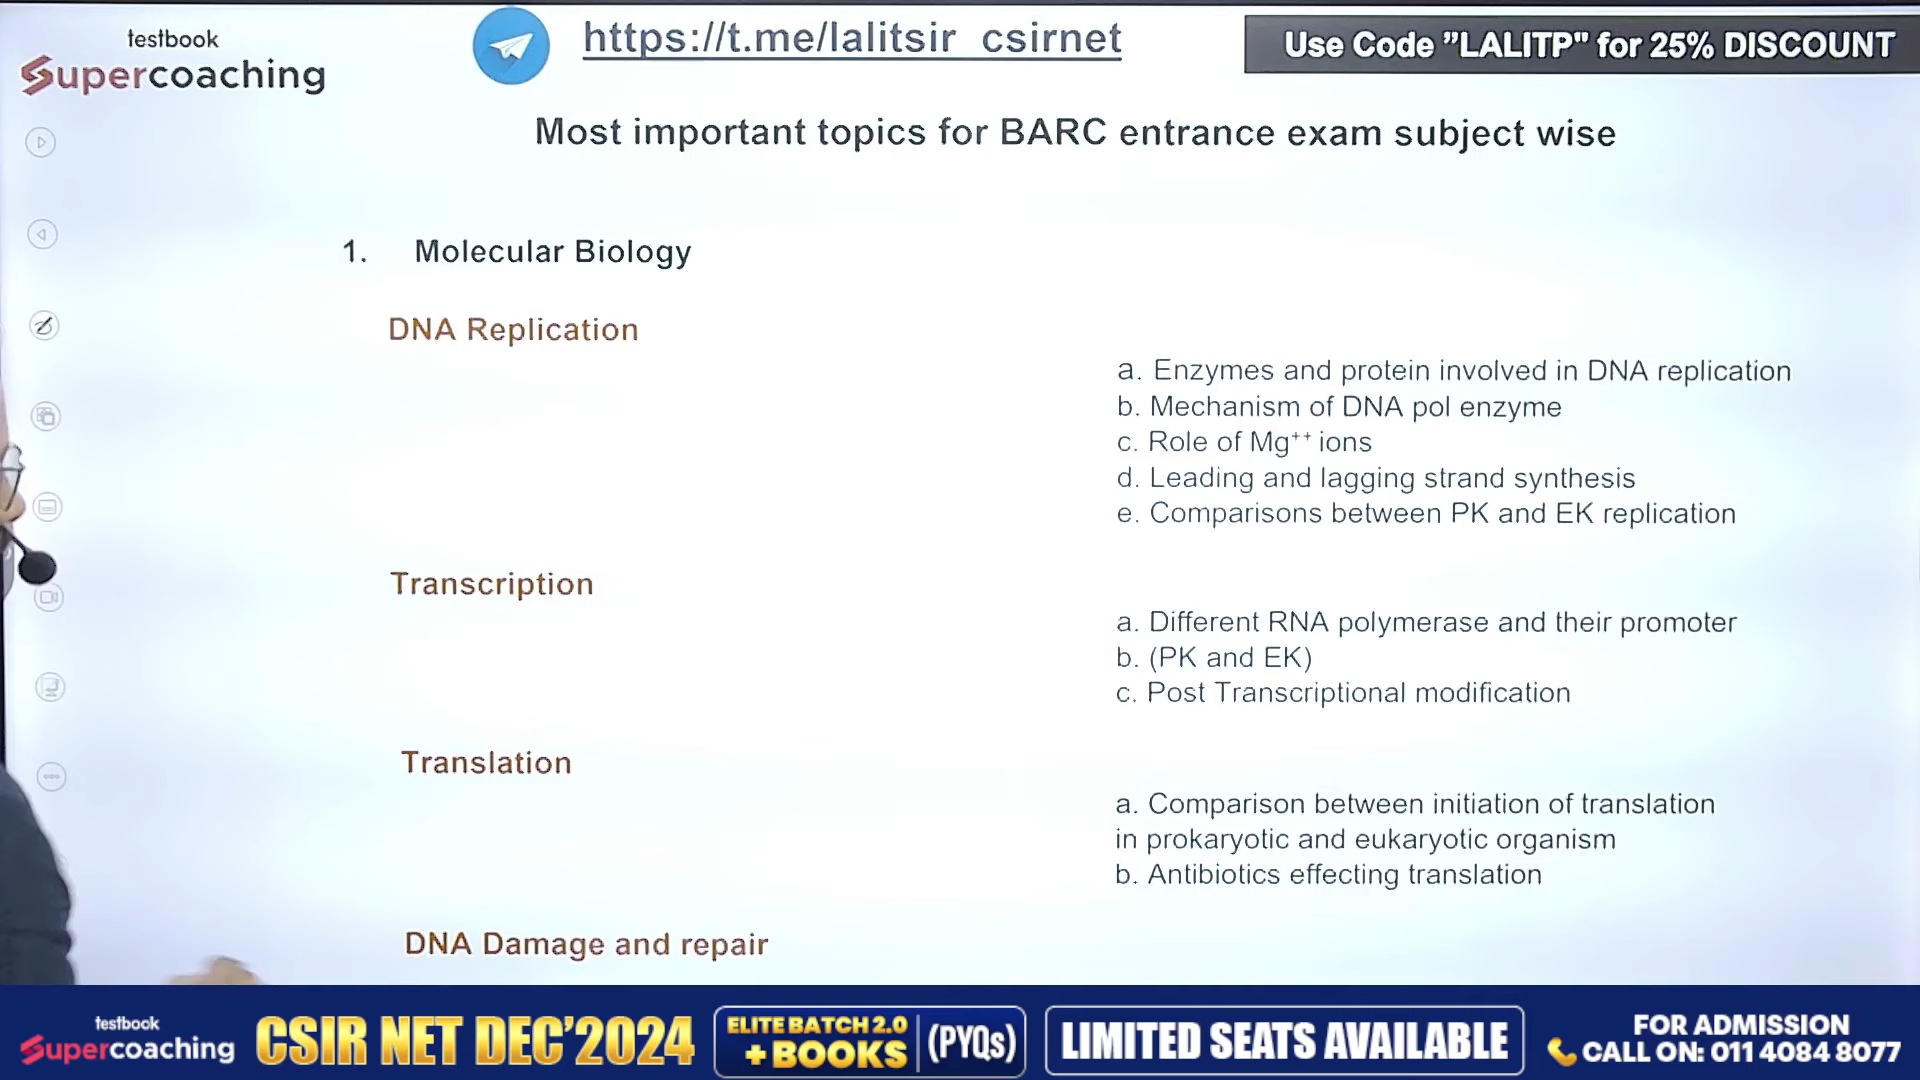 testbook
Supercoaching
https://t.me/lalitsir_csirnet
Use Code ”LALITP" for 25% DISCOUNT
Most important topics for BARC entrance exam subject wise
1. Molecular Biology
DNA Replication
a. Enzymes and protein involved in DNA replication
b. Mechanism of DNA pol enzyme
c. Role of Mg⁺⁺ ions
d. Leading and lagging strand synthesis
e. Comparisons between PK and EK replication
Transcription
a. Different RNA polymerase and their promoter
b. (PK and EK)
c. Post Transcriptional modification
Translation
a. Comparison between initiation of translation
in prokaryotic and eukaryotic organism
b. Antibiotics effecting translation
DNA Damage and repair
testbook
Supercoaching
CSIR NET DEC’2024
ELITE BATCH 2.0
+ BOOKS
(PYQs)
LIMITED SEATS AVAILABLE
FOR ADMISSION
CALL ON: 011 4084 8077